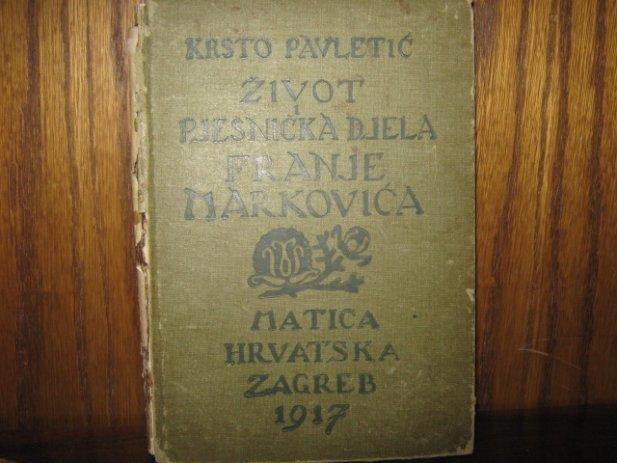 KRSTO PAVLETIĆ
ŽIVOT
I
PJESNIČKA DJELA
FRANJE
MARKOVIĆA
MATICA
HRVATSKA
ZAGREB
1917